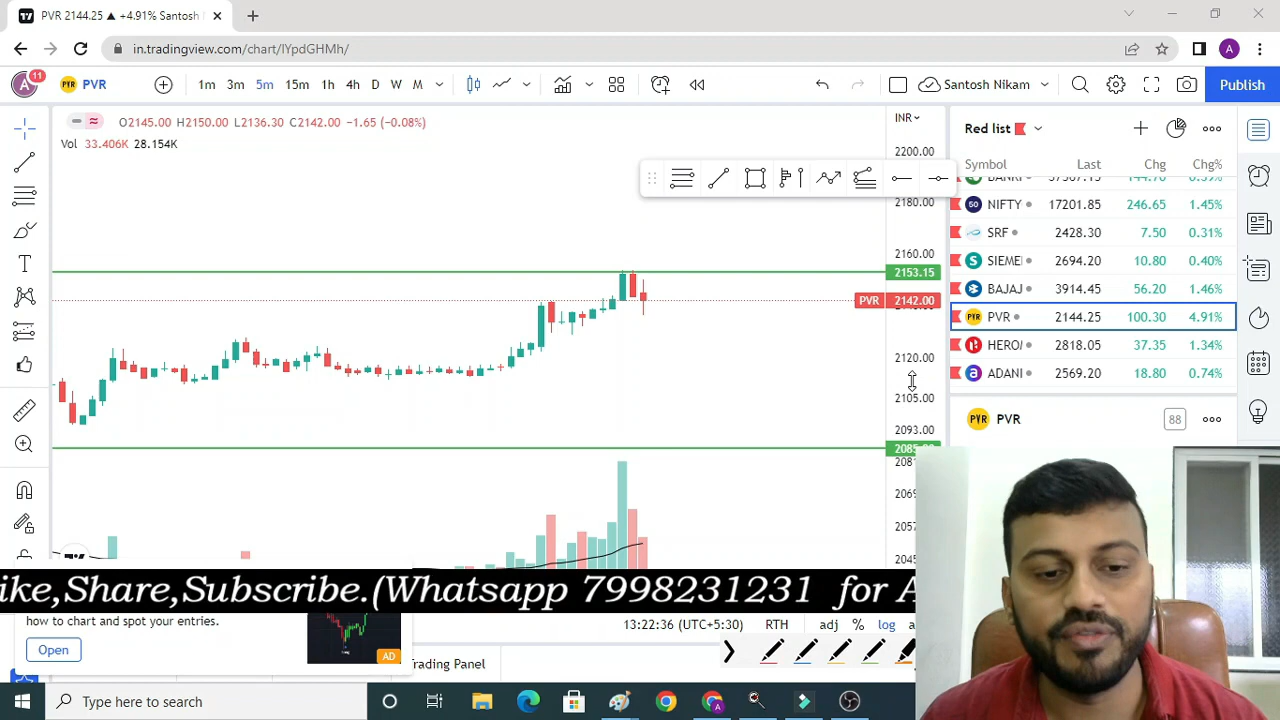 PVR 2144.25 ▲ +4.91% Santosh
in.tradingview.com/chart/IYpdGHMh/
A 11 PVR 1m 3m 5m 15m 1h 4h D W M Santosh Nikam Publish
O2145.00 H2150.00 L2136.30 C2142.00 −1.65 (−0.08%)
Vol 33.406K 28.154K
INR
2200.00
2180.00
2160.00
2153.15
PVR 2142.00
2120.00
2105.00
2093.00
2045
Red list
Symbol Last Chg Chg%
NIFTY 17201.85 246.65 1.45%
SRF 2428.30 7.50 0.31%
SIEME 2694.20 10.80 0.40%
BAJAJ 3914.45 56.20 1.46%
PVR 2144.25 100.30 4.91%
HERO 2818.05 37.35 1.34%
ADANI 2569.20 18.80 0.74%
PVR 88
ike,Share,Subscribe.(Whatsapp 7998231231 for A
how to chart and spot your entries.
Open
AD
13:22:36 (UTC+5:30) RTH adj % log
Trading Panel
Type here to search